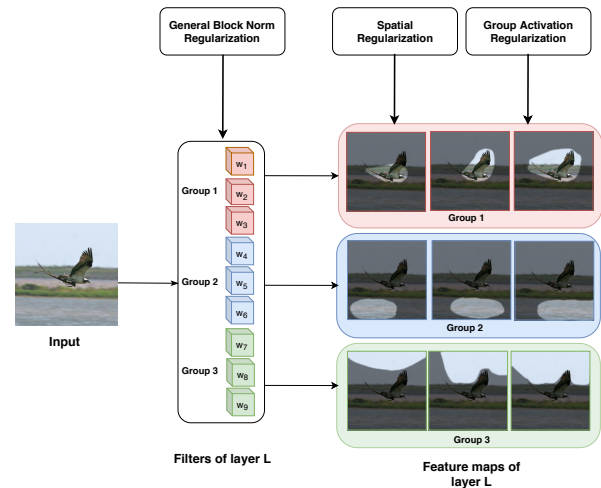 General Block Norm
Regularization
Spatial
Regularization
Group Activation
Regularization
Group 1
w1
w2
w3
Group 2
w4
w5
w6
Group 3
w7
w8
w9
Group 1
Group 2
Group 3
Input
Filters of layer L
Feature maps of
layer L